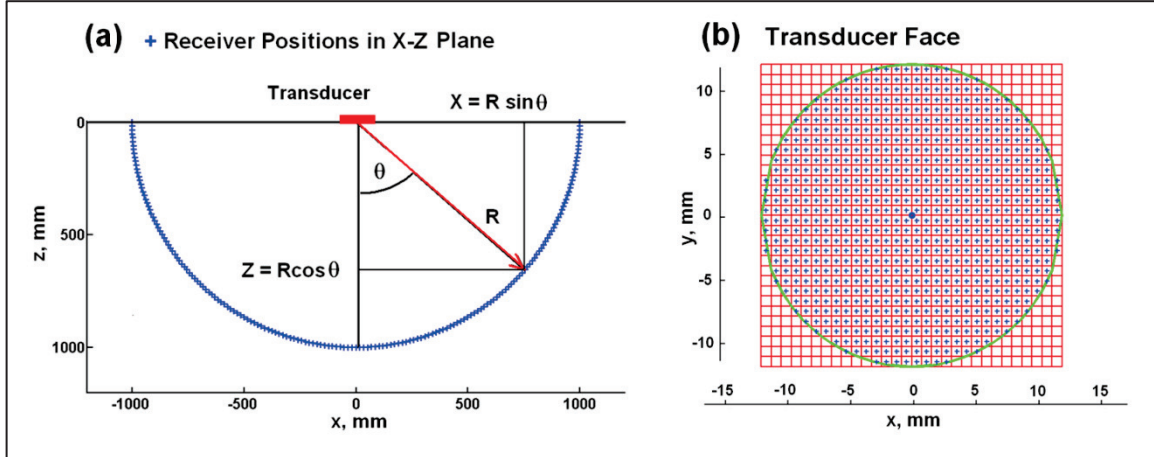 (a) + Receiver Positions in X-Z Plane
Transducer
X = R sinθ
0
θ
z, mm
500
R
Z = Rcosθ
1000
-1000 -500 0 500 1000
x, mm
(b) Transducer Face
10
5
y, mm
0
-5
-10
-15 -10 -5 0 5 10 15
x, mm